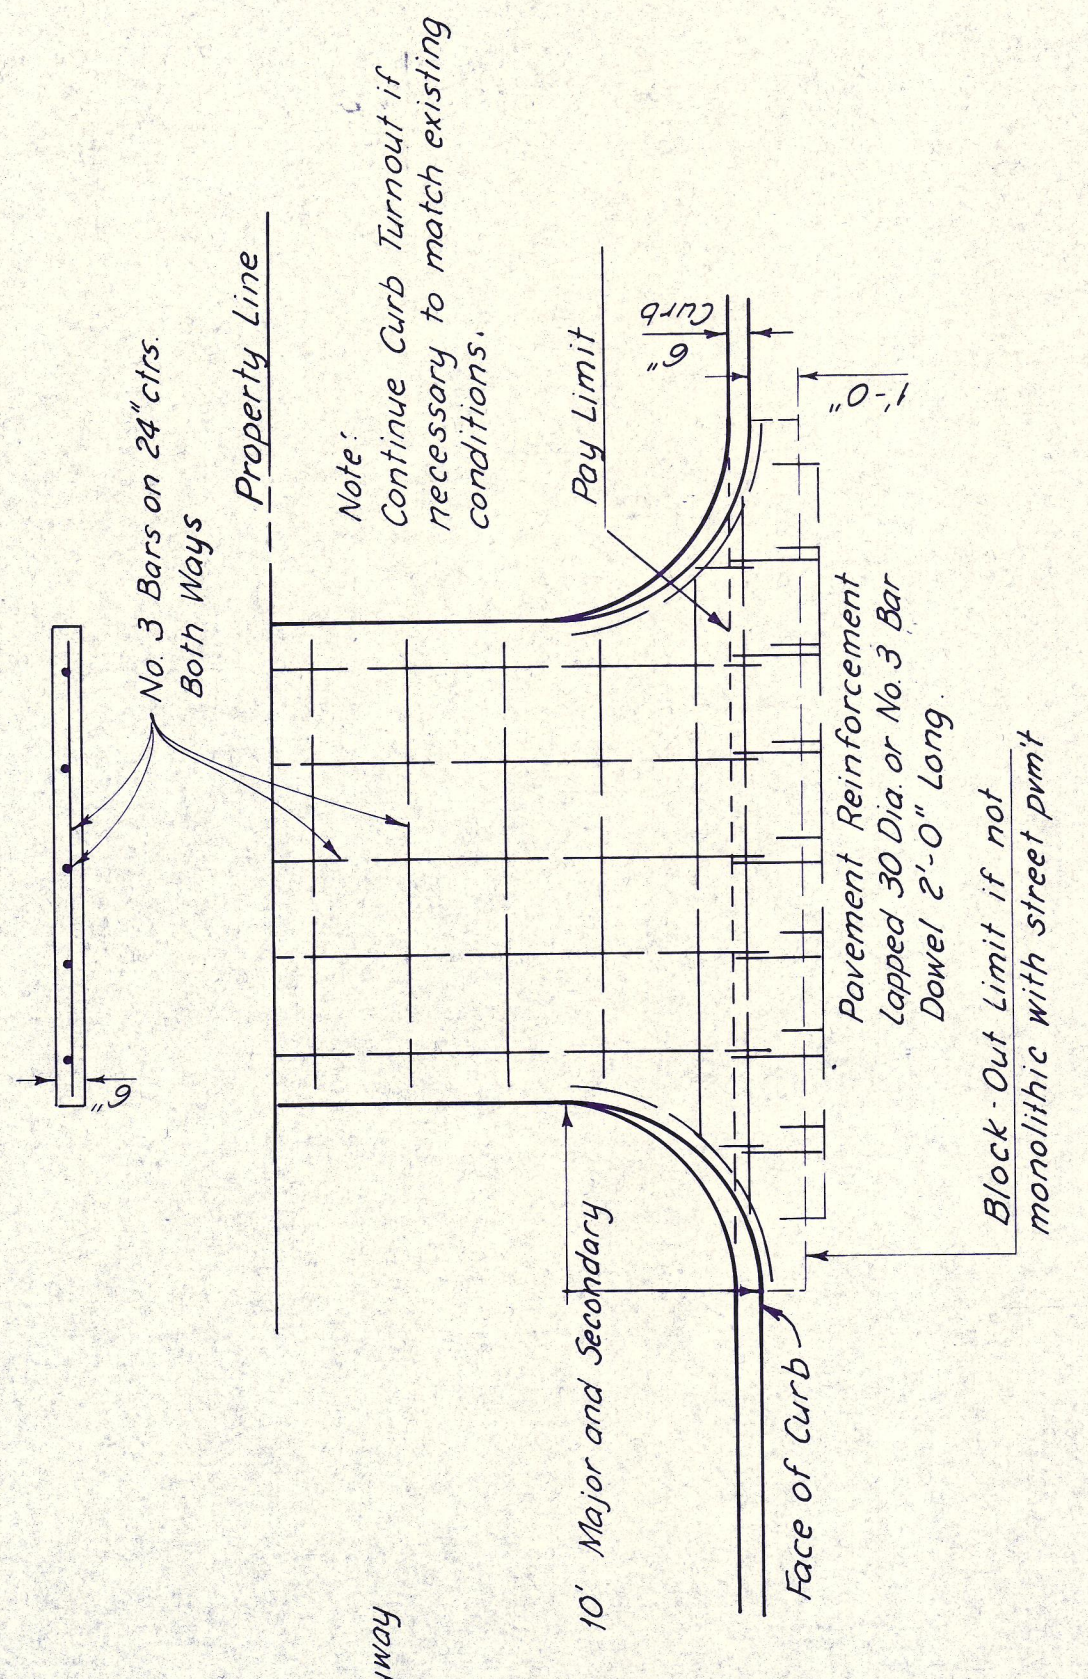 No. 3 Bars on 24" ctrs.
Both Ways
6"
Property Line
Note:
Continue Curb Turnout if
necessary to match existing
conditions.
Pay Limit
6"
Curb
1'-0"
10' Major and Secondary
Face of Curb
Pavement Reinforcement
Lapped 30 Dia. or No. 3 Bar
Dowel 2'-0" Long.
Block-Out Limit if not
monolithic with street pvm't